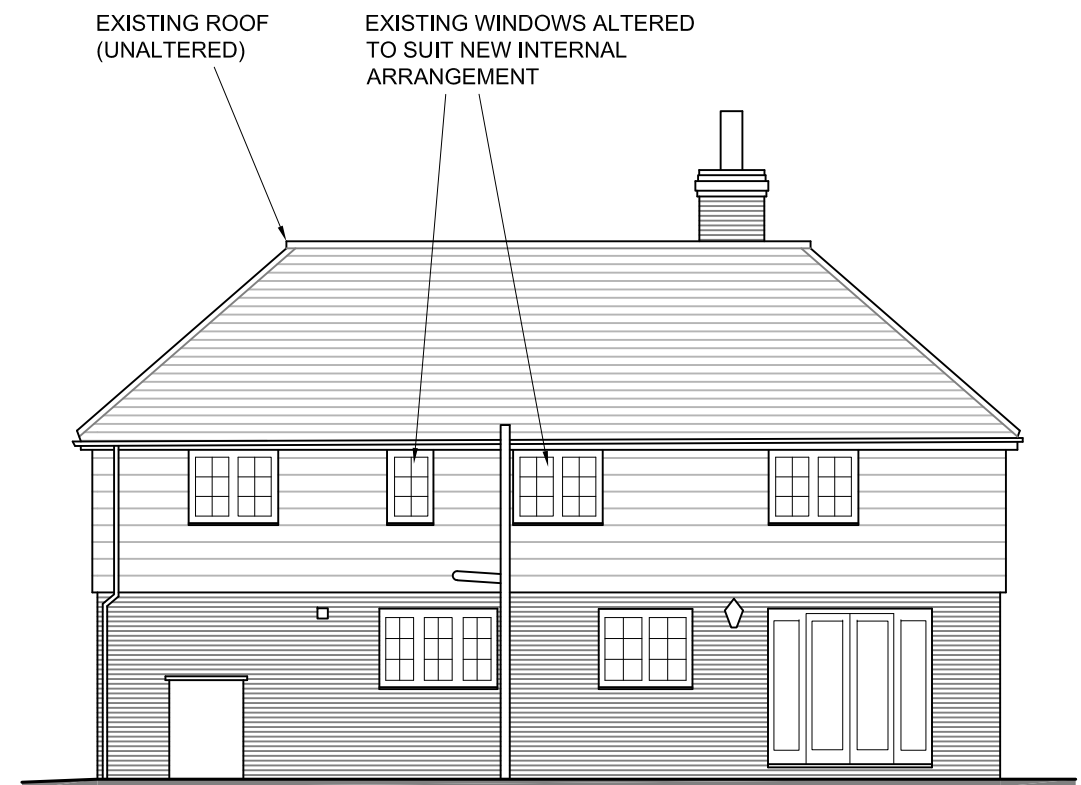 EXISTING ROOF
(UNALTERED)
EXISTING WINDOWS ALTERED
TO SUIT NEW INTERNAL
ARRANGEMENT